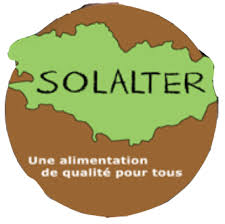 SOLALTER
Une alimentation
de qualité pour tous